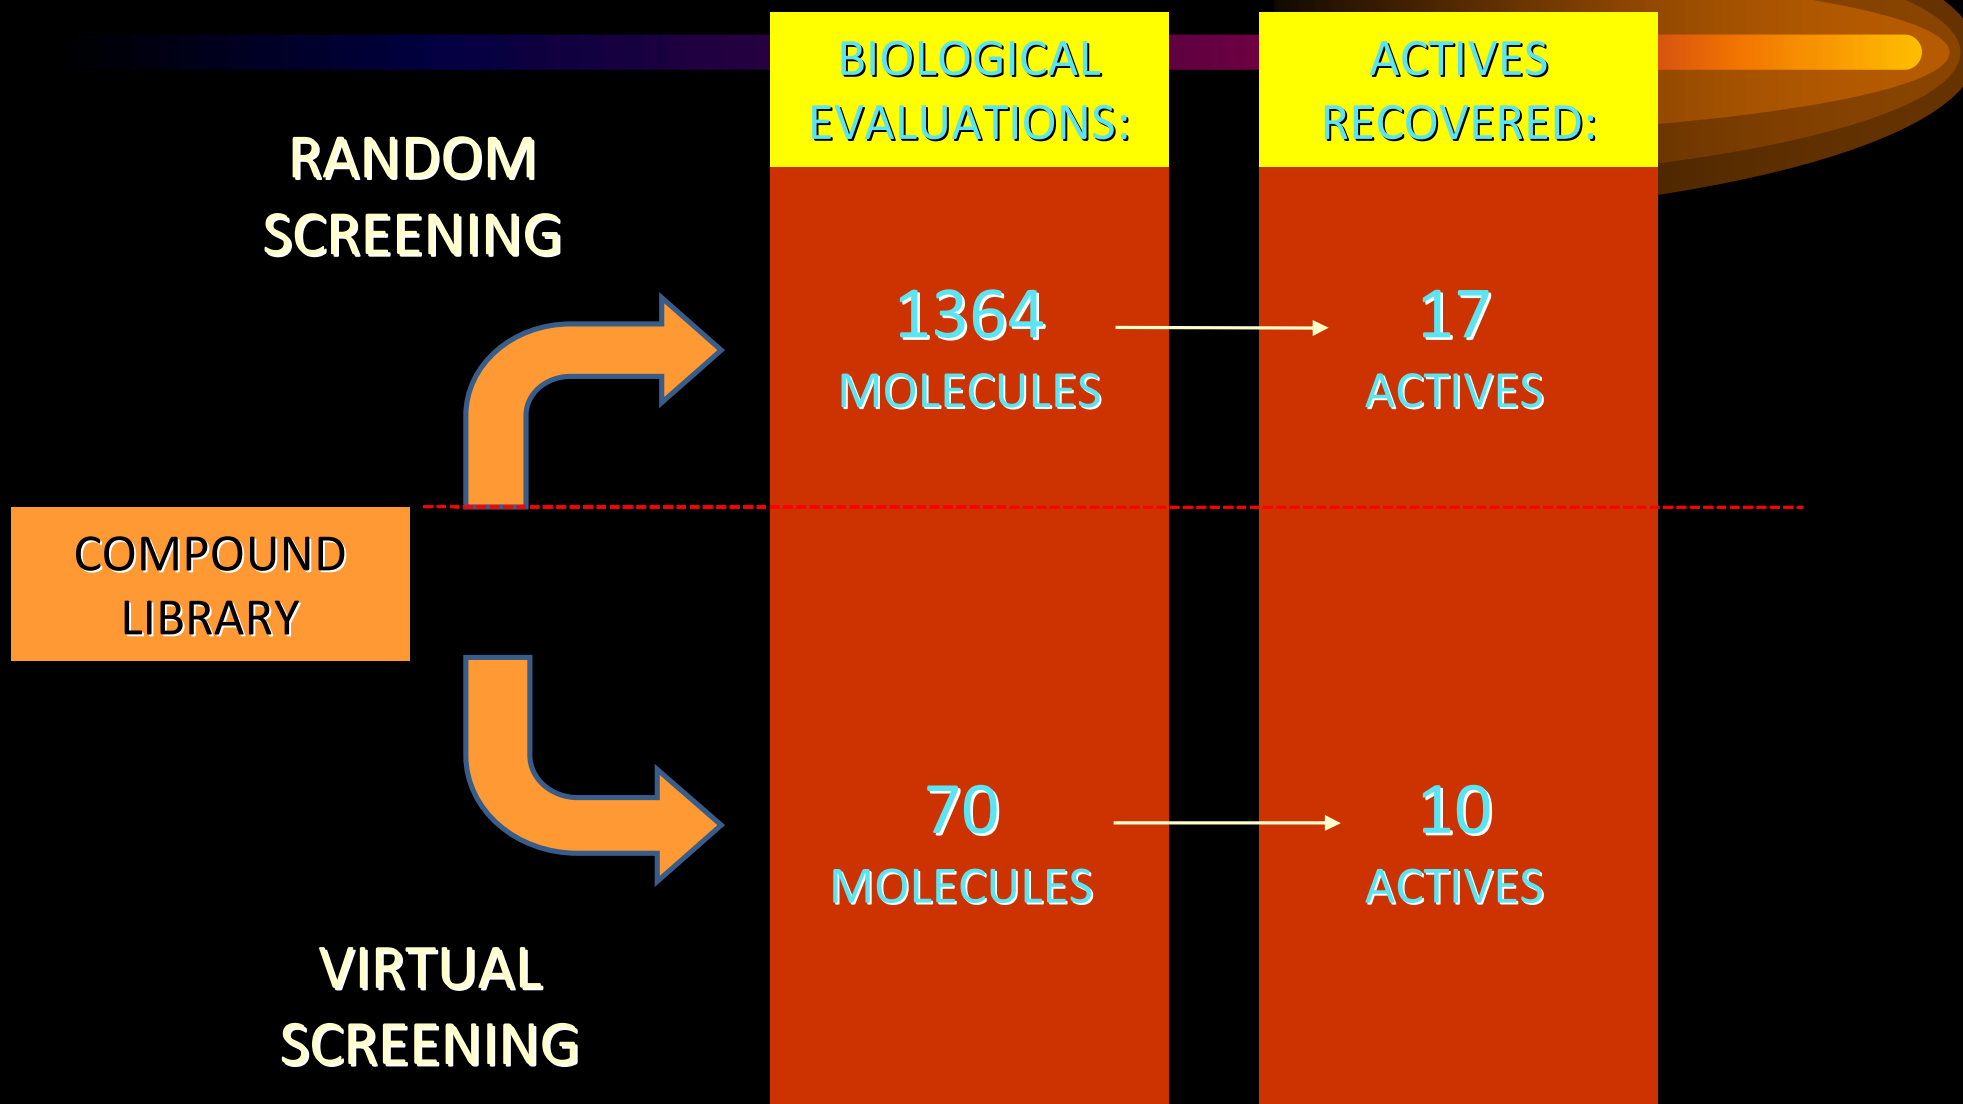 BIOLOGICAL
EVALUATIONS:
ACTIVES
RECOVERED:
RANDOM
SCREENING
1364
MOLECULES
17
ACTIVES
COMPOUND
LIBRARY
70
MOLECULES
10
ACTIVES
VIRTUAL
SCREENING